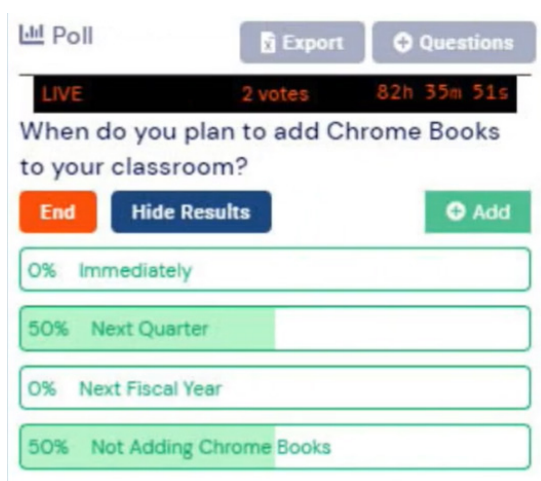 Poll
Export
Questions
LIVE 2 votes 82h 35m 51s
When do you plan to add Chrome Books
to your classroom?
End Hide Results Add
0% Immediately
50% Next Quarter
0% Next Fiscal Year
50% Not Adding Chrome Books